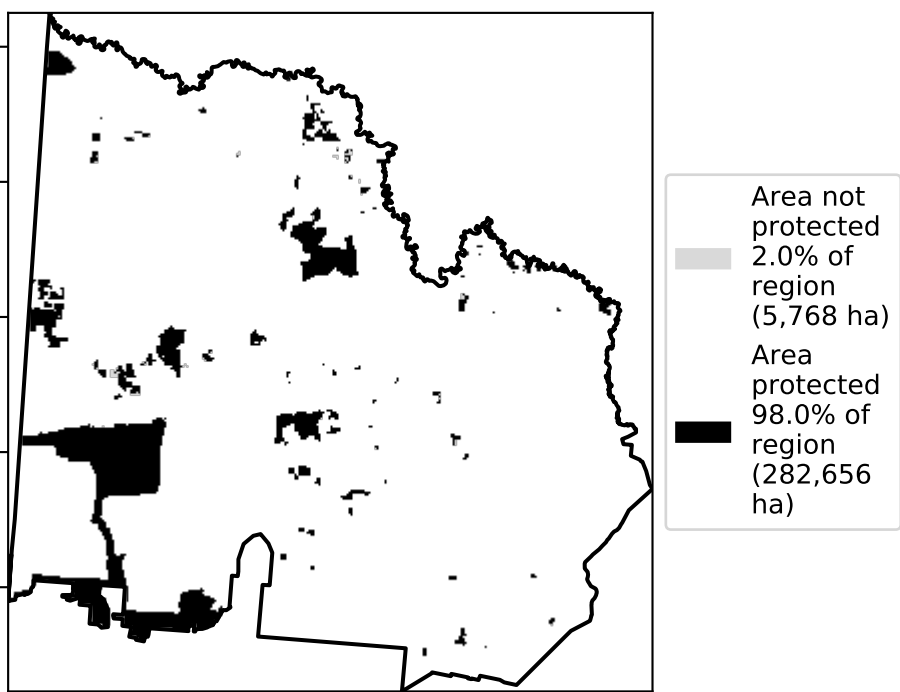 Area not
protected
2.0% of
region
(5,768 ha)
Area
protected
98.0% of
region
(282,656
ha)